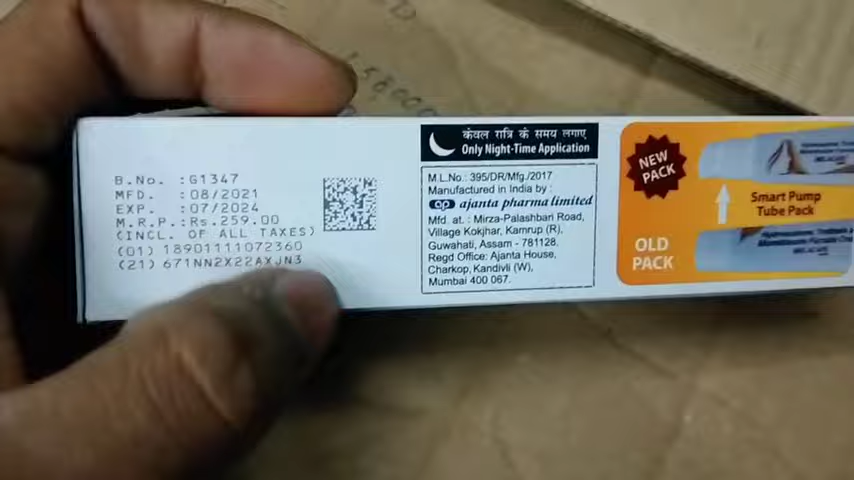 B.No. :G1347
MFD. :08/2021
EXP. :07/2024
M.R.P.:Rs.259.00
(INCL. OF ALL TAXES)
(01) 18901111072360
(21) 671NN2X22AXJN3
केवल रात्रि के समय लगाए
Only Night-Time Application
M.L.No.: 395/DR/Mfg./2017
Manufactured in India by :
ap ajanta pharma limited
Mfd. at.: Mirza-Palashbari Road,
Village Kokjhar, Kamrup (R),
Guwahati, Assam - 781128.
Regd Office: Ajanta House,
Charkop, Kandivli (W),
Mumbai 400 067.
NEW
PACK
Smart Pump
Tube Pack
OLD
PACK